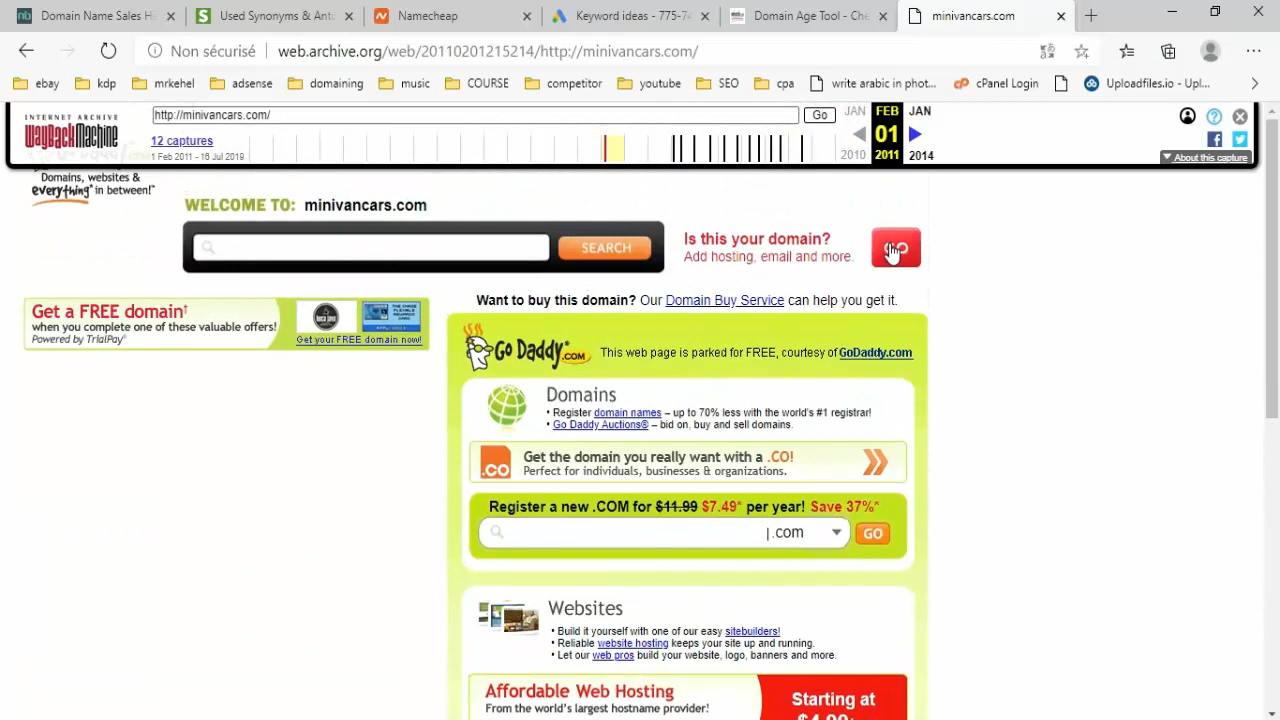 Domain Name Sales H
Used Synonyms & Anto
Namecheap
Keyword ideas - 775-74
Domain Age Tool - Che
minivancars.com
Non sécurisé
web.archive.org/web/20110201215214/http://minivancars.com/
ebay
kdp
mrkehel
adsense
domaining
music
COURSE
competitor
youtube
SEO
cpa
write arabic in phot...
cPanel Login
Uploadfiles.io - Upl...
INTERNET ARCHIVE
WayBackMachine
http://minivancars.com/
Go
JAN
FEB
JAN
12 captures
01
1 Feb 2011 - 16 Jul 2019
2010
2011
2014
About this capture
Domains, websites &
everything* in between!™
WELCOME TO: minivancars.com
SEARCH
Is this your domain?
Add hosting, email and more.
GO
Want to buy this domain? Our Domain Buy Service can help you get it.
Get a FREE domain†
when you complete one of these valuable offers!
Powered by TrialPay®
Get your FREE domain now!
Go Daddy.COM
This web page is parked for FREE, courtesy of GoDaddy.com
Domains
• Register domain names – up to 70% less with the world's #1 registrar!
• Go Daddy Auctions® – bid on, buy and sell domains.
.co
Get the domain you really want with a .CO!
Perfect for individuals, businesses & organizations.
Register a new .COM for $11.99 $7.49* per year! Save 37%*
.com
GO
Websites
• Build it yourself with one of our easy sitebuilders!
• Reliable website hosting keeps your site up and running.
• Let our web pros build your website, logo, banners and more.
Affordable Web Hosting
From the world's largest hostname provider!
Starting at